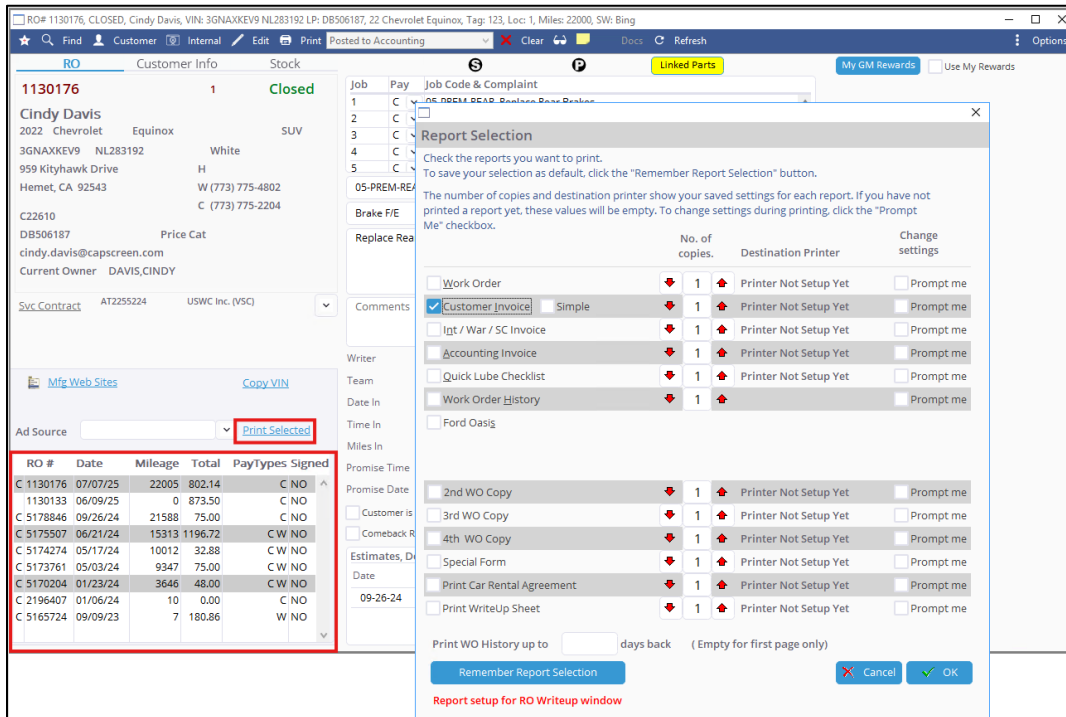 RO# 1130176, CLOSED, Cindy Davis, VIN: 3GNAXKEV9 NL283192 LP: DB506187, 22 Chevrolet Equinox, Tag: 123, Loc: 1, Miles: 22000, SW: Bing
Find Customer Internal Edit Print Posted to Accounting Clear Docs Refresh Options
RO Customer Info Stock
S P Linked Parts My GM Rewards Use My Rewards
1130176 1 Closed
Cindy Davis
2022 Chevrolet Equinox SUV
3GNAXKEV9 NL283192 White
959 Kityhawk Drive H
Hemet, CA 92543 W (773) 775-4802
C (773) 775-2204
C22610
DB506187 Price Cat
cindy.davis@capscreen.com
Current Owner DAVIS,CINDY
Svc Contract AT2255224 USWC Inc. (VSC)
Mfg Web Sites Copy VIN
Ad Source Print Selected
RO # Date Mileage Total PayTypes Signed
C 1130176 07/07/25 22005 802.14 C NO
1130133 06/09/25 0 873.50 C NO
C 5178846 09/26/24 21588 75.00 C NO
C 5175507 06/21/24 15313 1196.72 C W NO
C 5174274 05/17/24 10012 32.88 C W NO
C 5173761 05/03/24 9347 75.00 C W NO
C 5170204 01/23/24 3646 48.00 C W NO
C 2196407 01/06/24 10 0.00 C NO
C 5165724 09/09/23 7 180.86 W NO
Job Pay Job Code & Complaint
1 C 05-PREM-REAR Replace Rear Brakes
2 C
3 C
4 C
5 C
05-PREM-REA
Brake F/E
Replace Rea
Comments
Writer
Team
Date In
Time In
Miles In
Promise Time
Promise Date
Customer is
Comeback R
Estimates, De
Date
09-26-24
Report Selection
Check the reports you want to print.
To save your selection as default, click the "Remember Report Selection" button.
The number of copies and destination printer show your saved settings for each report. If you have not
printed a report yet, these values will be empty. To change settings during printing, click the "Prompt
Me" checkbox.
No. of copies. Destination Printer Change settings
Work Order 1 Printer Not Setup Yet Prompt me
Customer Invoice Simple 1 Printer Not Setup Yet Prompt me
Int / War / SC Invoice 1 Printer Not Setup Yet Prompt me
Accounting Invoice 1 Printer Not Setup Yet Prompt me
Quick Lube Checklist 1 Printer Not Setup Yet Prompt me
Work Order History 1 Prompt me
Ford Oasis
2nd WO Copy 1 Printer Not Setup Yet Prompt me
3rd WO Copy 1 Printer Not Setup Yet Prompt me
4th WO Copy 1 Printer Not Setup Yet Prompt me
Special Form 1 Printer Not Setup Yet Prompt me
Print Car Rental Agreement 1 Printer Not Setup Yet Prompt me
Print WriteUp Sheet 1 Printer Not Setup Yet Prompt me
Print WO History up to days back ( Empty for first page only)
Remember Report Selection Cancel OK
Report setup for RO Writeup window